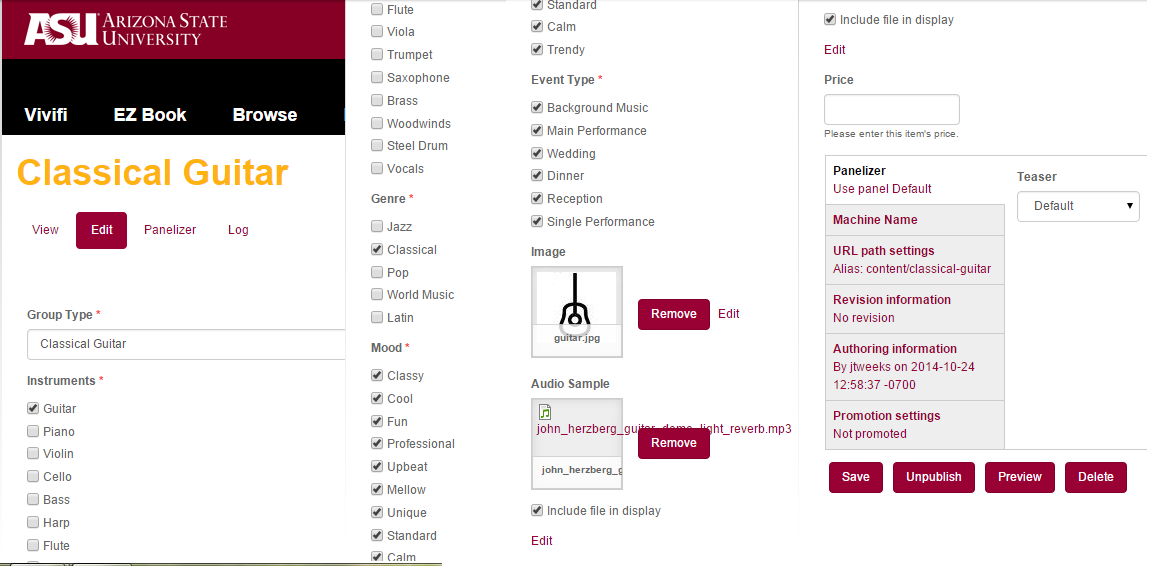 ASU ARIZONA STATE
UNIVERSITY
Vivifi EZ Book Browse
Classical Guitar
View Edit Panelizer Log
Group Type *
Classical Guitar
Instruments *
Guitar
Piano
Violin
Cello
Bass
Harp
Flute
Flute
Viola
Trumpet
Saxophone
Brass
Woodwinds
Steel Drum
Vocals
Genre *
Jazz
Classical
Pop
World Music
Latin
Mood *
Classy
Cool
Fun
Professional
Upbeat
Mellow
Unique
Standard
Calm
Standard
Calm
Trendy
Event Type *
Background Music
Main Performance
Wedding
Dinner
Reception
Single Performance
Image
guitar.jpg
Remove Edit
Audio Sample
john_herzberg_guitar_demo_light_reverb.mp3
Remove
john_herzberg_g
Include file in display
Edit
Include file in display
Edit
Price
Please enter this item's price.
Panelizer
Use panel Default
Machine Name
URL path settings
Alias: content/classical-guitar
Revision information
No revision
Authoring information
By jtweeks on 2014-10-24
12:58:37 -0700
Promotion settings
Not promoted
Teaser
Default
Save Unpublish Preview Delete